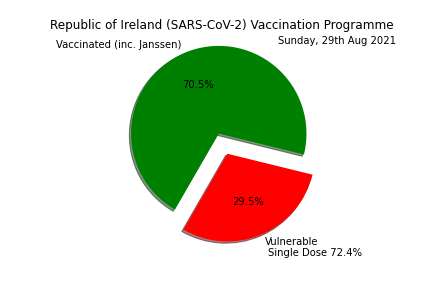 Republic of Ireland (SARS-CoV-2) Vaccination Programme
Sunday, 29th Aug 2021
Vaccinated (inc. Janssen)
70.5%
29.5%
Vulnerable
Single Dose 72.4%